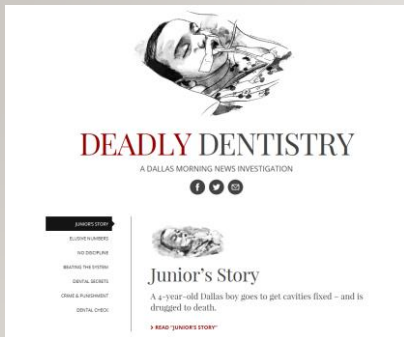 DEADLY DENTISTRY
A DALLAS MORNING NEWS INVESTIGATION
JUNIOR'S STORY
ELUSIVE NUMBERS
NO DISCIPLINE
BEATING THE SYSTEM
DENTAL SECRETS
CRIME & PUNISHMENT
DENTAL CHECK
Junior's Story
A 4-year-old Dallas boy goes to get cavities fixed – and is
drugged to death.
> READ "JUNIOR'S STORY"